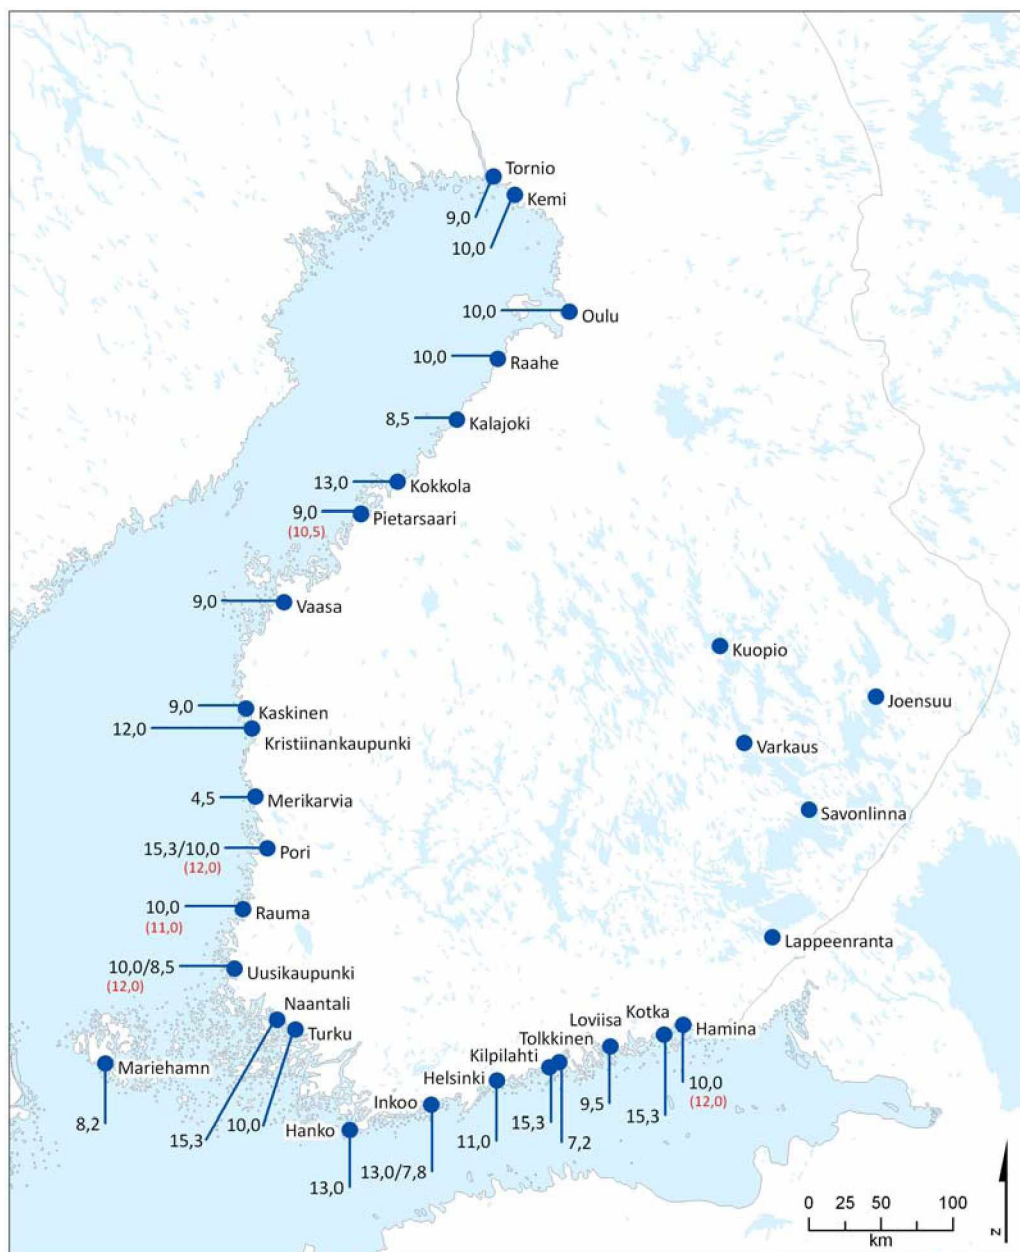 Tornio
Kemi
9,0
10,0
10,0
Oulu
10,0
Raahe
8,5
Kalajoki
13,0
Kokkola
9,0
Pietarsaari
(10,5)
9,0
Vaasa
Kuopio
Joensuu
9,0
Kaskinen
12,0
Kristiinankaupunki
Varkaus
4,5
Merikarvia
Savonlinna
15,3/10,0
Pori
(12,0)
10,0
Rauma
(11,0)
Lappeenranta
10,0/8,5
Uusikaupunki
(12,0)
Naantali
Turku
Kotka
Loviisa
Hamina
Tolkkinen
Kilpilahti
Mariehamn
Helsinki
Inkoo
Hanko
8,2
15,3
10,0
13,0
13,0/7,8
11,0
15,3
7,2
9,5
15,3
10,0
(12,0)
0 25 50 100
km
N